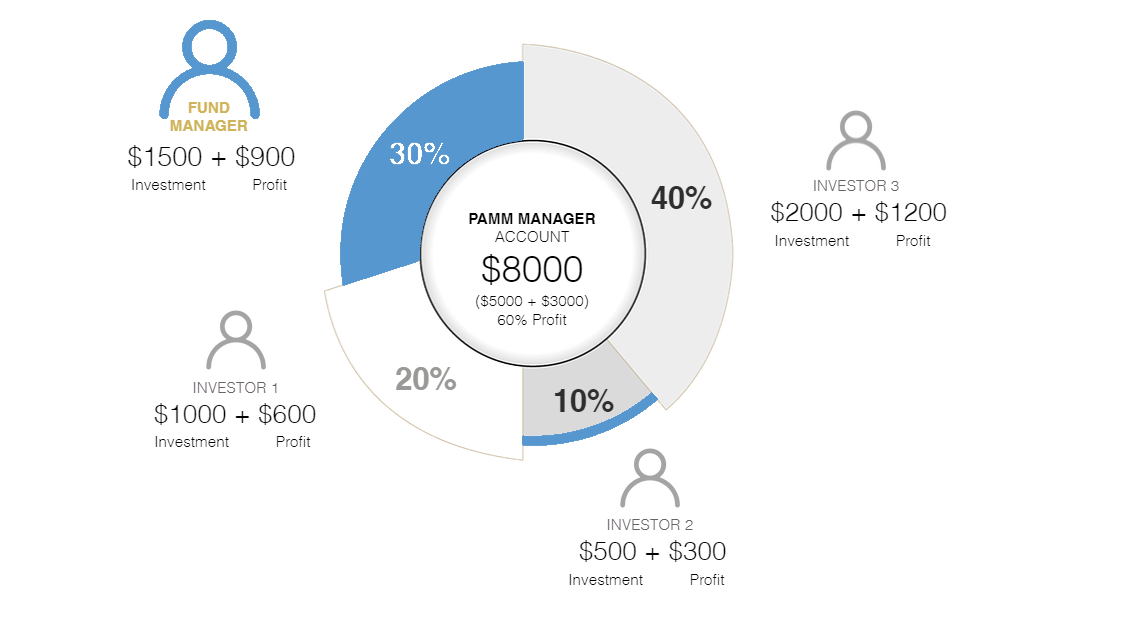 FUND
MANAGER
$1500 + $900
Investment Profit
30%
40%
INVESTOR 3
$2000 + $1200
Investment Profit
PAMM MANAGER
ACCOUNT
$8000
($5000 + $3000)
60% Profit
INVESTOR 1
$1000 + $600
Investment Profit
20%
10%
INVESTOR 2
$500 + $300
Investment Profit